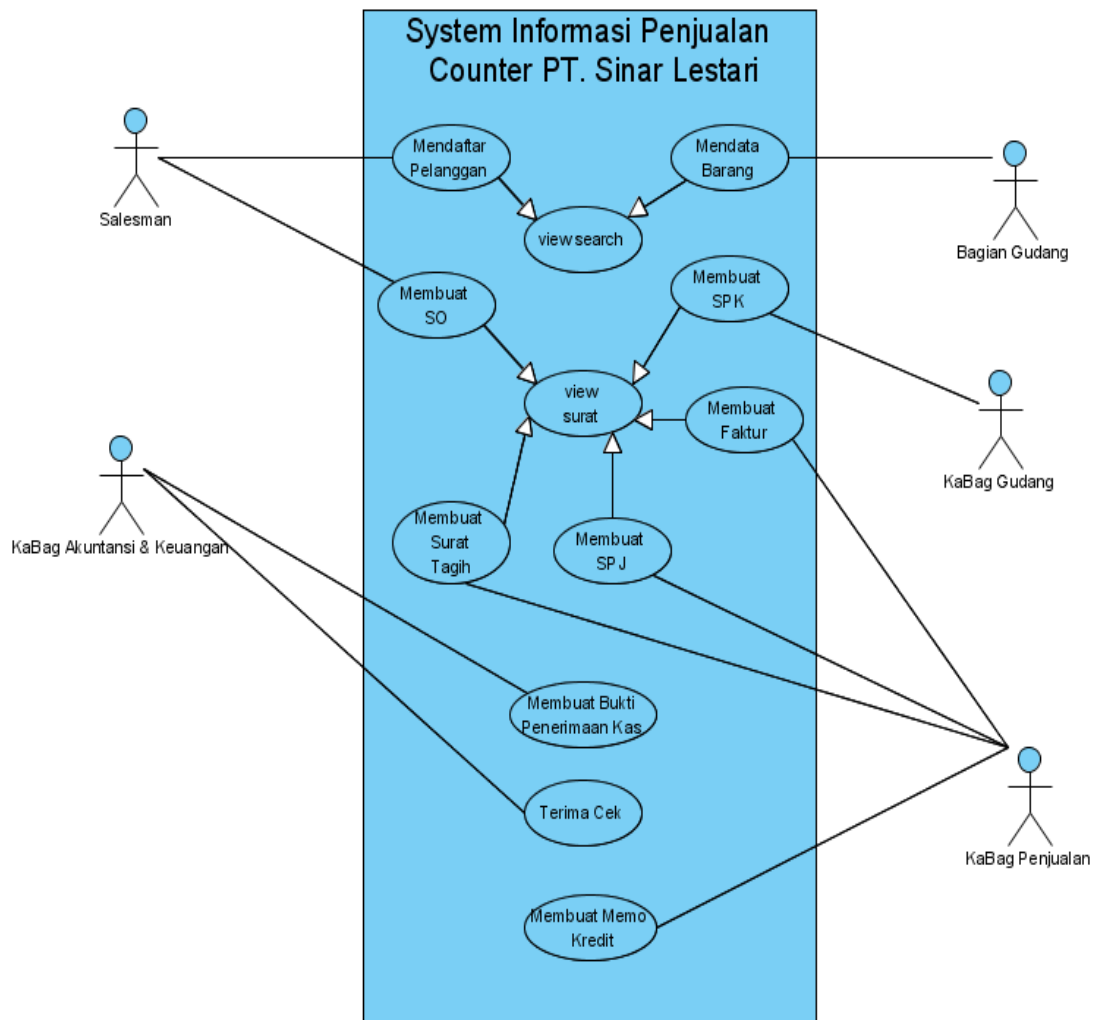 System Informasi Penjualan
Counter PT. Sinar Lestari
Mendaftar
Pelanggan
Mendata
Barang
Salesman
view search
Bagian Gudang
Membuat
SO
Membuat
SPK
view
surat
Membuat
Faktur
KaBag Gudang
KaBag Akuntansi & Keuangan
Membuat
Surat
Tagih
Membuat
SPJ
Membuat Bukti
Penerimaan Kas
Terima Cek
KaBag Penjualan
Membuat Memo
Kredit